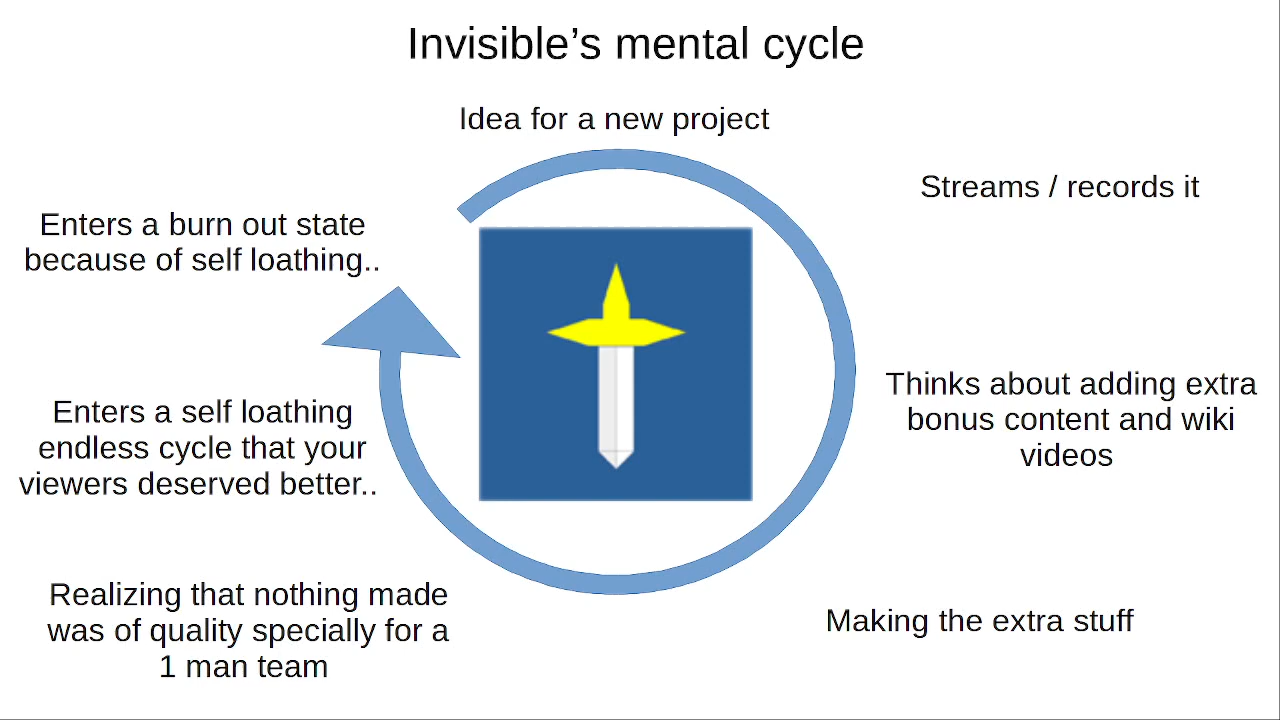 Invisible’s mental cycle
Idea for a new project
Streams / records it
Thinks about adding extra
bonus content and wiki
videos
Making the extra stuff
Realizing that nothing made
was of quality specially for a
1 man team
Enters a self loathing
endless cycle that your
viewers deserved better..
Enters a burn out state
because of self loathing..